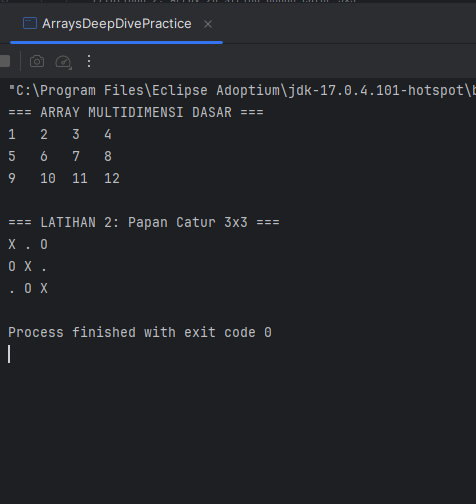 ArraysDeepDivePractice
"C:\Program Files\Eclipse Adoptium\jdk-17.0.4.101-hotspot\b
=== ARRAY MULTIDIMENSI DASAR ===
1 2 3 4
5 6 7 8
9 10 11 12
=== LATIHAN 2: Papan Catur 3x3 ===
X . O
O X .
. O X
Process finished with exit code 0